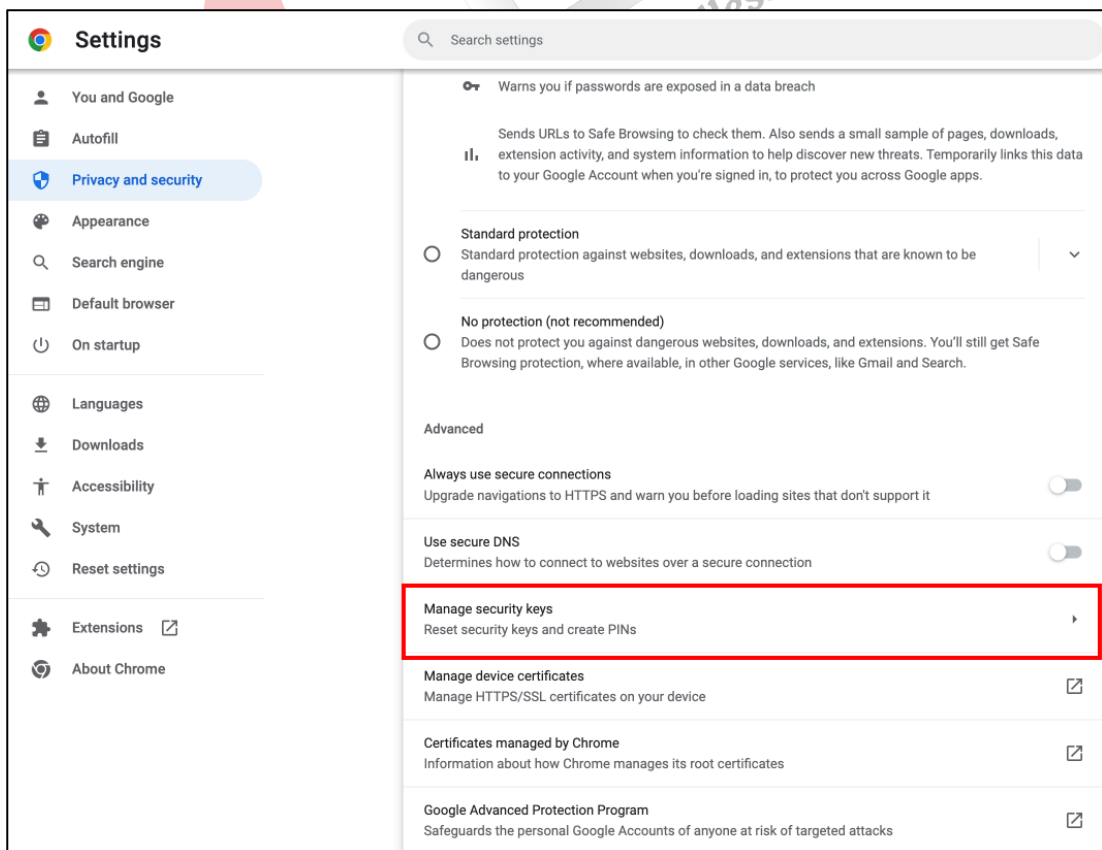 Settings
Search settings
You and Google
Autofill
Privacy and security
Appearance
Search engine
Default browser
On startup
Languages
Downloads
Accessibility
System
Reset settings
Extensions
About Chrome
Warns you if passwords are exposed in a data breach
Sends URLs to Safe Browsing to check them. Also sends a small sample of pages, downloads,
extension activity, and system information to help discover new threats. Temporarily links this data
to your Google Account when you're signed in, to protect you across Google apps.
Standard protection
Standard protection against websites, downloads, and extensions that are known to be
dangerous
No protection (not recommended)
Does not protect you against dangerous websites, downloads, and extensions. You'll still get Safe
Browsing protection, where available, in other Google services, like Gmail and Search.
Advanced
Always use secure connections
Upgrade navigations to HTTPS and warn you before loading sites that don't support it
Use secure DNS
Determines how to connect to websites over a secure connection
Manage security keys
Reset security keys and create PINs
Manage device certificates
Manage HTTPS/SSL certificates on your device
Certificates managed by Chrome
Information about how Chrome manages its root certificates
Google Advanced Protection Program
Safeguards the personal Google Accounts of anyone at risk of targeted attacks